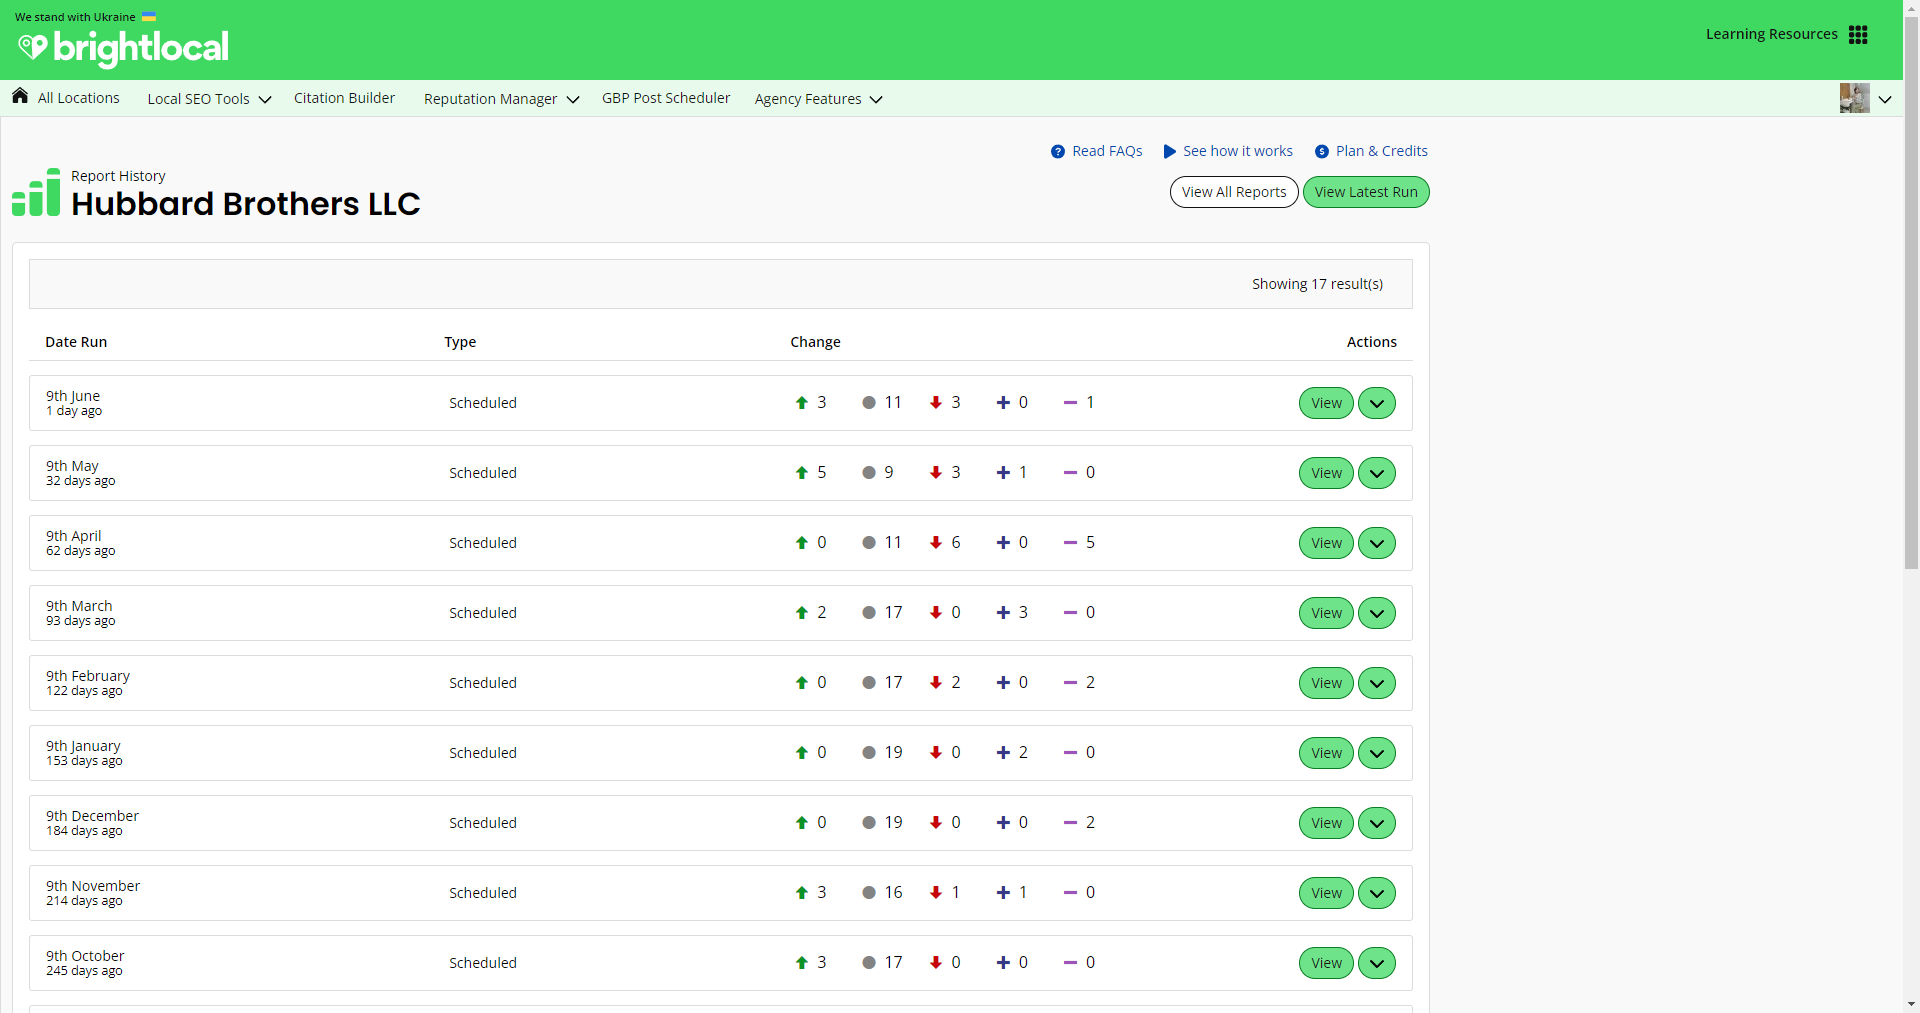 We stand with Ukraine
brightlocal
Learning Resources
All Locations
Local SEO Tools
Citation Builder
Reputation Manager
GBP Post Scheduler
Agency Features
Read FAQs
See how it works
Plan & Credits
Report History
Hubbard Brothers LLC
View All Reports
View Latest Run
Showing 17 result(s)
Date Run Type Change Actions
9th June
1 day ago
Scheduled 3 11 3 0 1 View
9th May
32 days ago
Scheduled 5 9 3 1 0 View
9th April
62 days ago
Scheduled 0 11 6 0 5 View
9th March
93 days ago
Scheduled 2 17 0 3 0 View
9th February
122 days ago
Scheduled 0 17 2 0 2 View
9th January
153 days ago
Scheduled 0 19 0 2 0 View
9th December
184 days ago
Scheduled 0 19 0 0 2 View
9th November
214 days ago
Scheduled 3 16 1 1 0 View
9th October
245 days ago
Scheduled 3 17 0 0 0 View